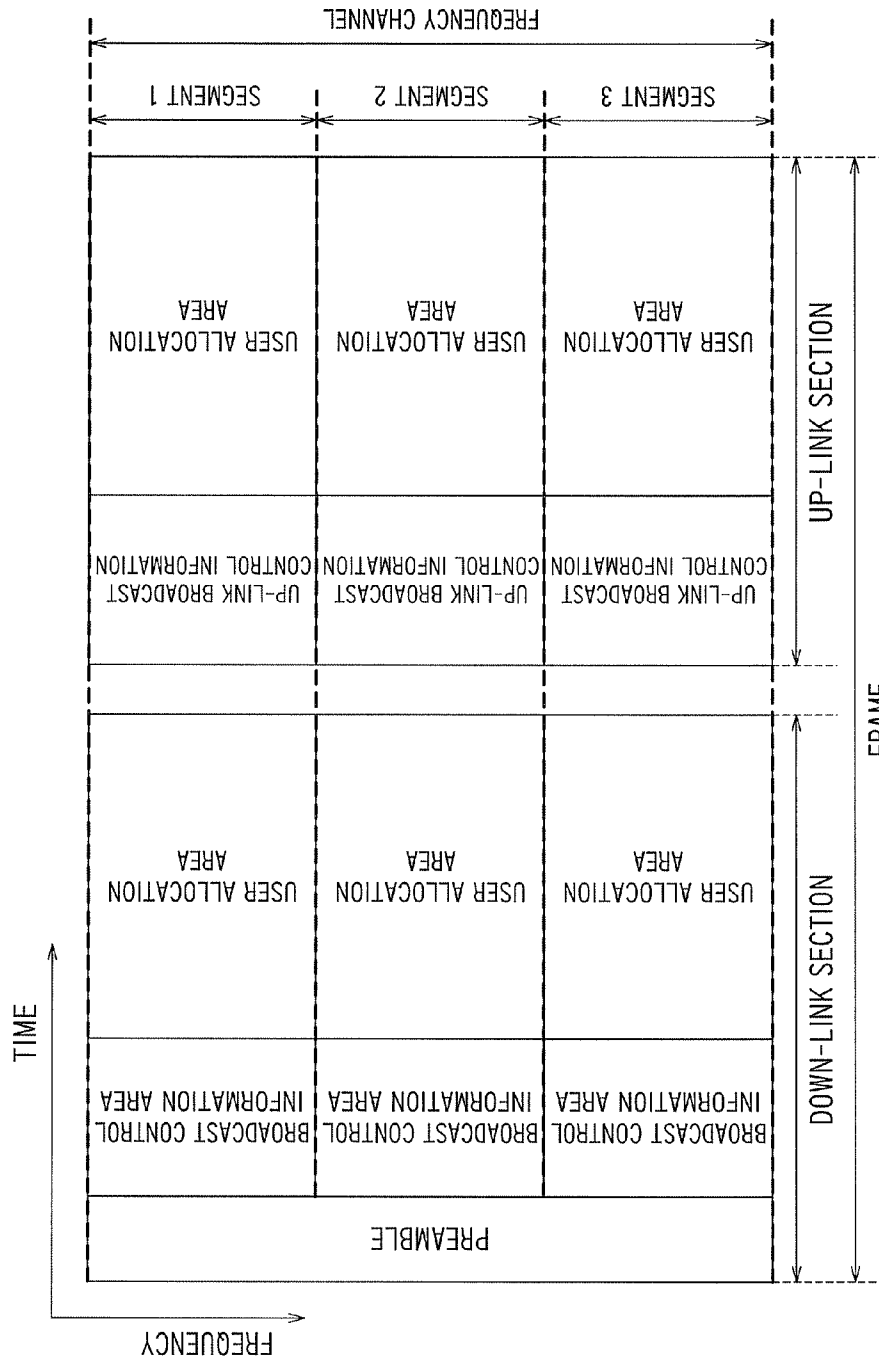 FREQUENCY
TIME
PREAMBLE
BROADCAST CONTROL
INFORMATION AREA
BROADCAST CONTROL
INFORMATION AREA
BROADCAST CONTROL
INFORMATION AREA
USER ALLOCATION
AREA
USER ALLOCATION
AREA
USER ALLOCATION
AREA
DOWN-LINK SECTION
UP-LINK BROADCAST
CONTROL INFORMATION
UP-LINK BROADCAST
CONTROL INFORMATION
UP-LINK BROADCAST
CONTROL INFORMATION
USER ALLOCATION
AREA
USER ALLOCATION
AREA
USER ALLOCATION
AREA
UP-LINK SECTION
FRAME
SEGMENT 3
SEGMENT 2
SEGMENT 1
FREQUENCY CHANNEL